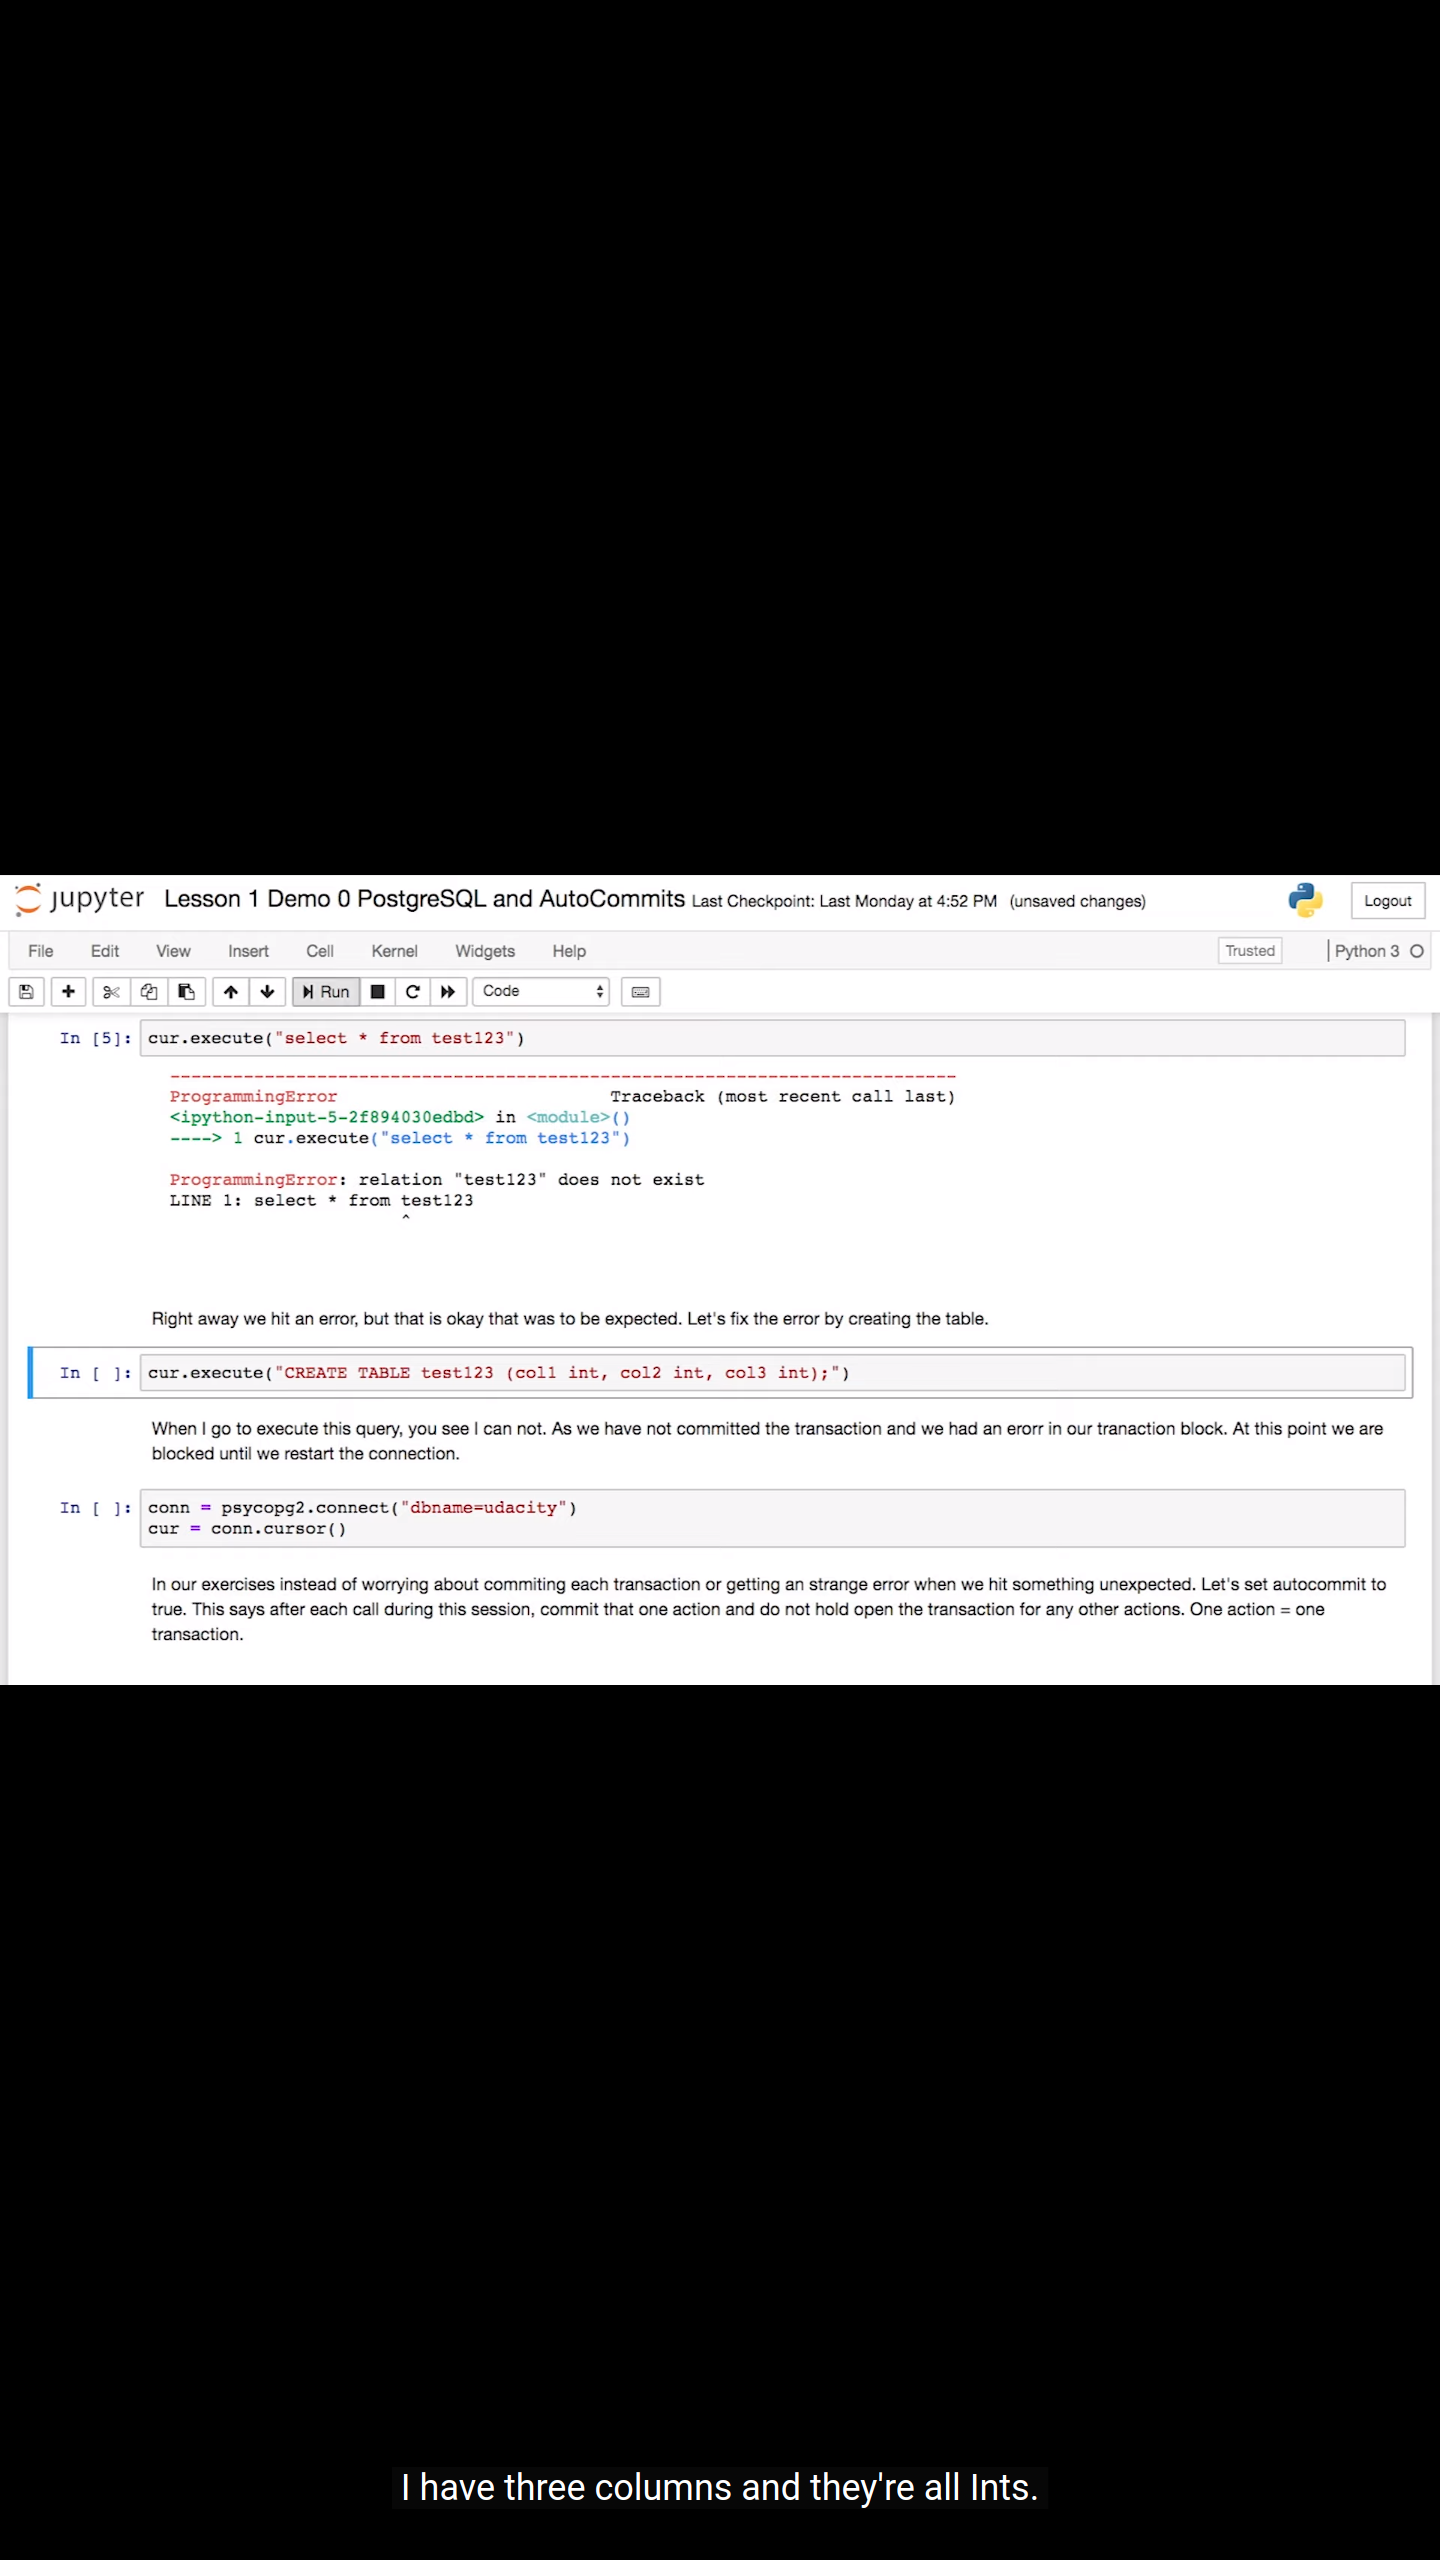 jupyter Lesson 1 Demo 0 PostgreSQL and AutoCommits Last Checkpoint: Last Monday at 4:52 PM (unsaved changes) Logout
File Edit View Insert Cell Kernel Widgets Help Trusted Python 3
Run Code
In [5]: cur.execute("select * from test123")
---------------------------------------------------------------------------
ProgrammingError Traceback (most recent call last)
<ipython-input-5-2f894030edbd> in <module>()
----> 1 cur.execute("select * from test123")
ProgrammingError: relation "test123" does not exist
LINE 1: select * from test123
^
Right away we hit an error, but that is okay that was to be expected. Let's fix the error by creating the table.
In [ ]: cur.execute("CREATE TABLE test123 (col1 int, col2 int, col3 int);")
When I go to execute this query, you see I can not. As we have not committed the transaction and we had an erorr in our tranaction block. At this point we are
blocked until we restart the connection.
In [ ]: conn = psycopg2.connect("dbname=udacity")
cur = conn.cursor()
In our exercises instead of worrying about commiting each transaction or getting an strange error when we hit something unexpected. Let's set autocommit to
true. This says after each call during this session, commit that one action and do not hold open the transaction for any other actions. One action = one
transaction.
I have three columns and they're all Ints.